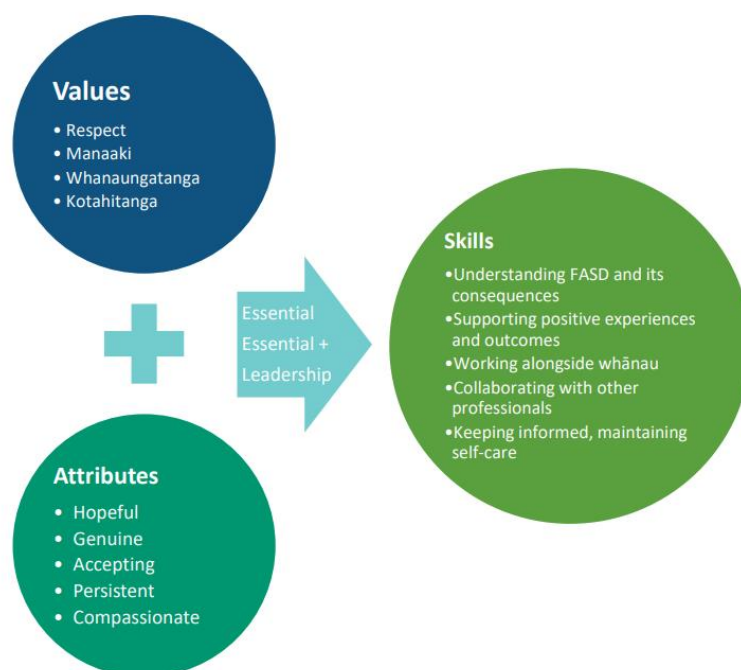 Values
• Respect
• Manaaki
• Whanaungatanga
• Kotahitanga
Essential
Essential +
Leadership
Attributes
• Hopeful
• Genuine
• Accepting
• Persistent
• Compassionate
Skills
•Understanding FASD and its
consequences
•Supporting positive experiences
and outcomes
•Working alongside whānau
•Collaborating with other
professionals
•Keeping informed, maintaining
self-care